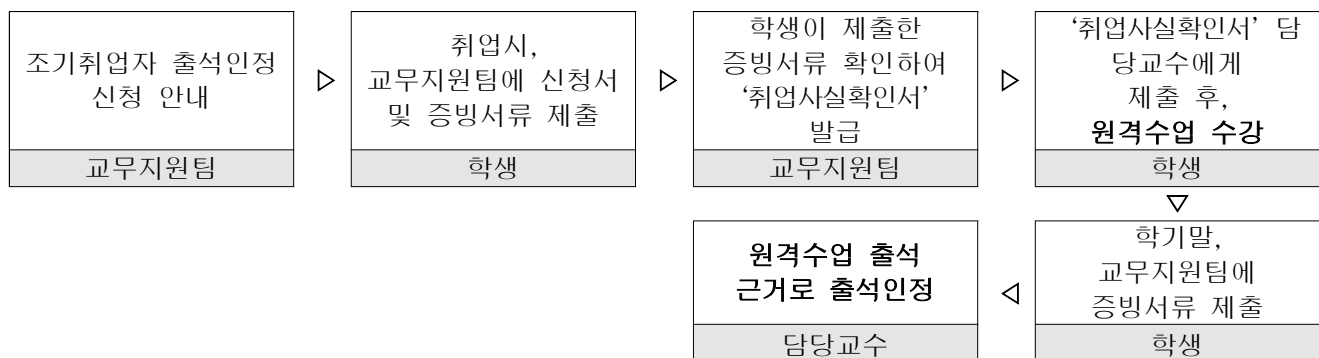 조기취업자 출석인정
신청 안내
교무지원팀
▷
취업시,
교무지원팀에 신청서
및 증빙서류 제출
학생
▷
학생이 제출한
증빙서류 확인하여
‘취업사실확인서’
발급
교무지원팀
▷
‘취업사실확인서’ 담
당교수에게
제출 후,
원격수업 수강
학생
▽
학기말,
교무지원팀에
증빙서류 제출
학생
◁
원격수업 출석
근거로 출석인정
담당교수